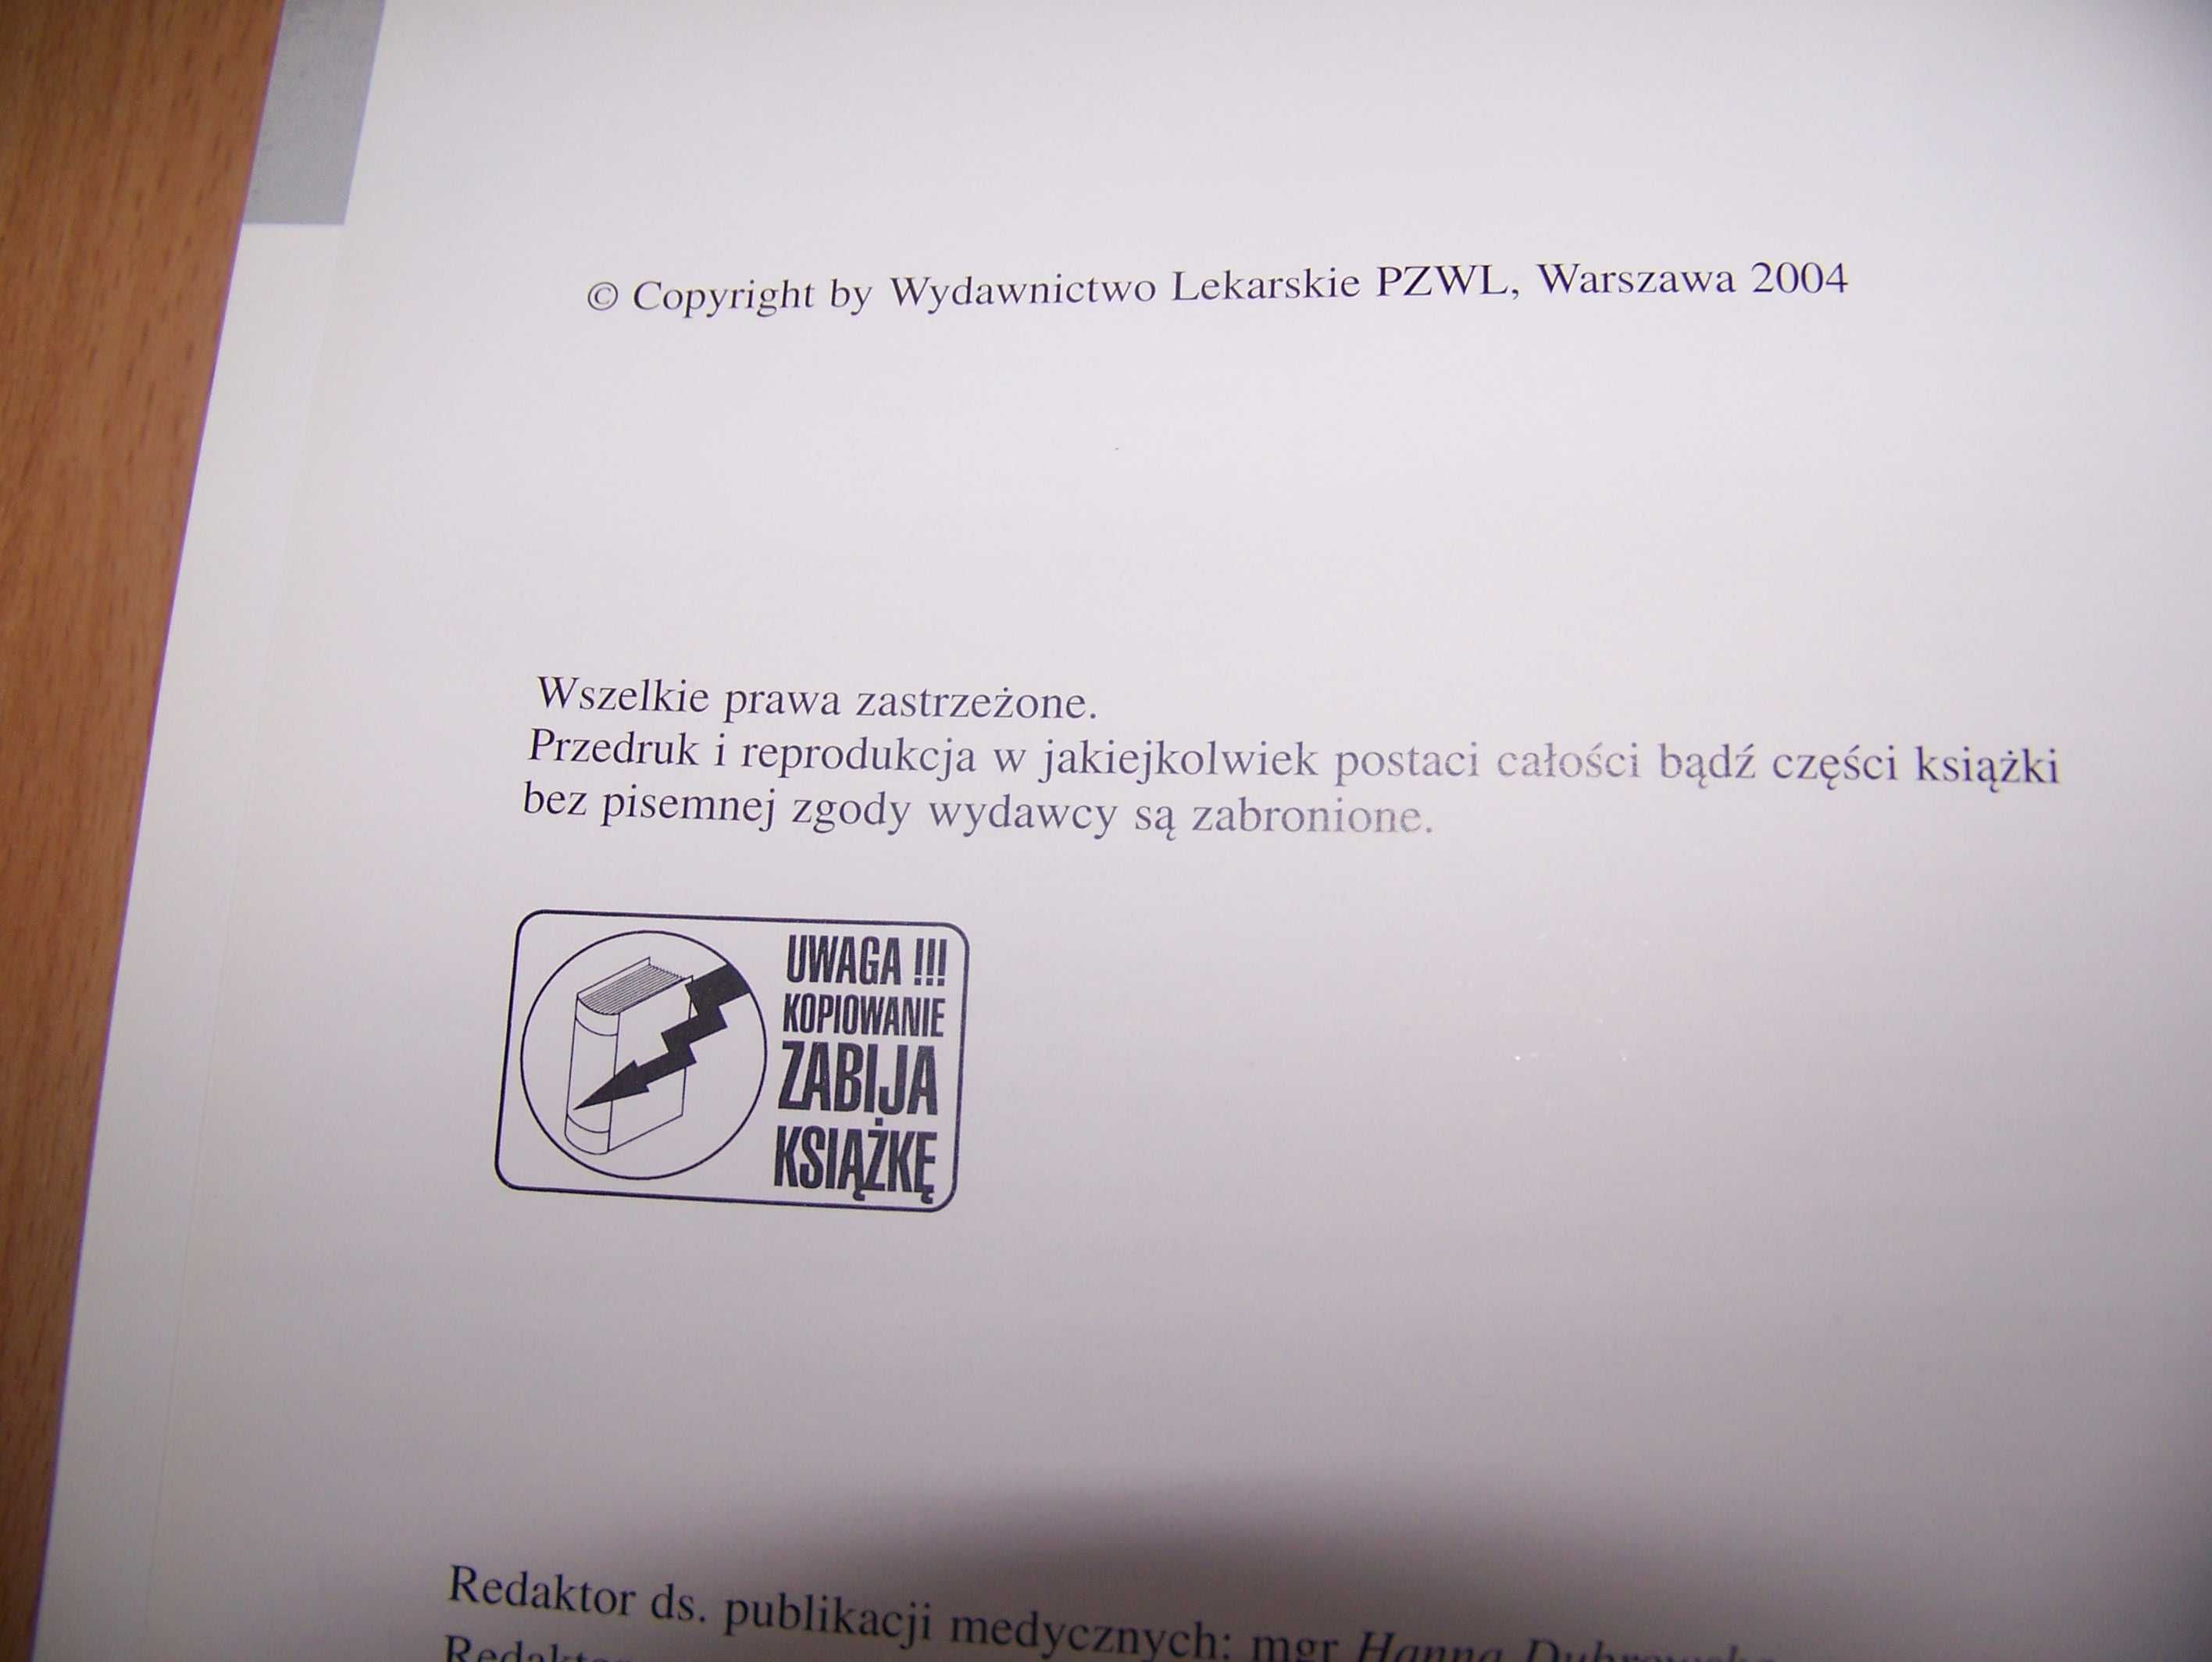 © Copyright by Wydawnictwo Lekarskie PZWL, Warszawa 2004
Wszelkie prawa zastrzeżone.
Przedruk i reprodukcja w jakiejkolwiek postaci całości bądź części książki
bez pisemnej zgody wydawcy są zabronione.
UWAGA !!!
KOPIOWANIE
ZABIJA
KSIĄŻKĘ
Redaktor ds. publikacji medycznych: mgr Hanna